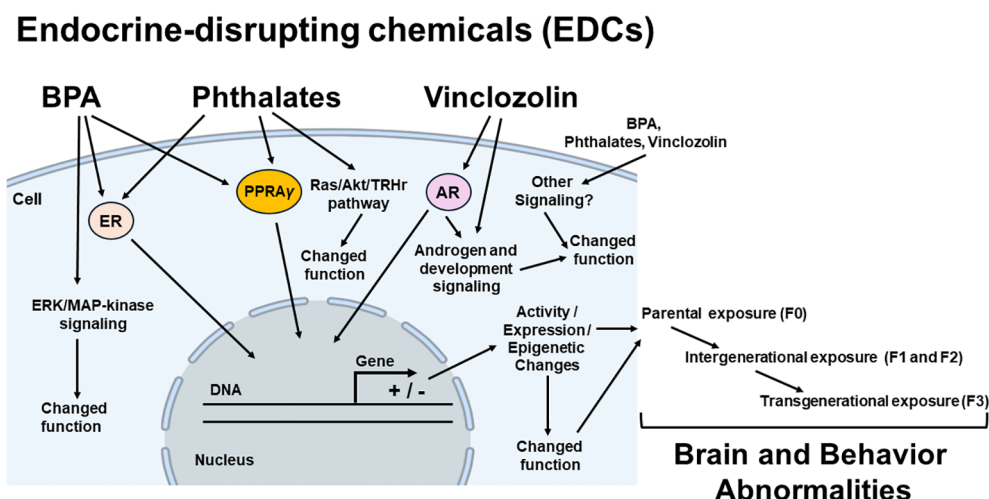 Endocrine-disrupting chemicals (EDCs)
BPA
Phthalates
Vinclozolin
BPA,
Phthalates, Vinclozolin
Cell
ER
PPRAγ
Ras/Akt/TRHr
pathway
AR
Other
Signaling?
Changed
function
Androgen and
development
signaling
Changed
function
ERK/MAP-kinase
signaling
Changed
function
Activity /
Expression/
Epigenetic
Changes
Changed
function
Gene
+ / -
DNA
Nucleus
Parental exposure (F0)
Intergenerational exposure (F1 and F2)
Transgenerational exposure (F3)
Brain and Behavior
Abnormalities